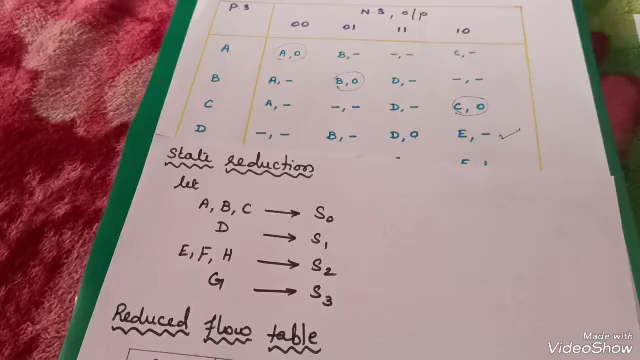 P S N.S, o/p
00 01 11 10
A A,0 B,- -,- C,-
B A,- B,0 D,- -,-
C A,- -,- D,- C,0
D -,- B,- D,0 E,- ✓
State reduction
let
A, B, C → S0
D → S1
E, F, H → S2
G → S3
Reduced flow table
Made with
VideoShow